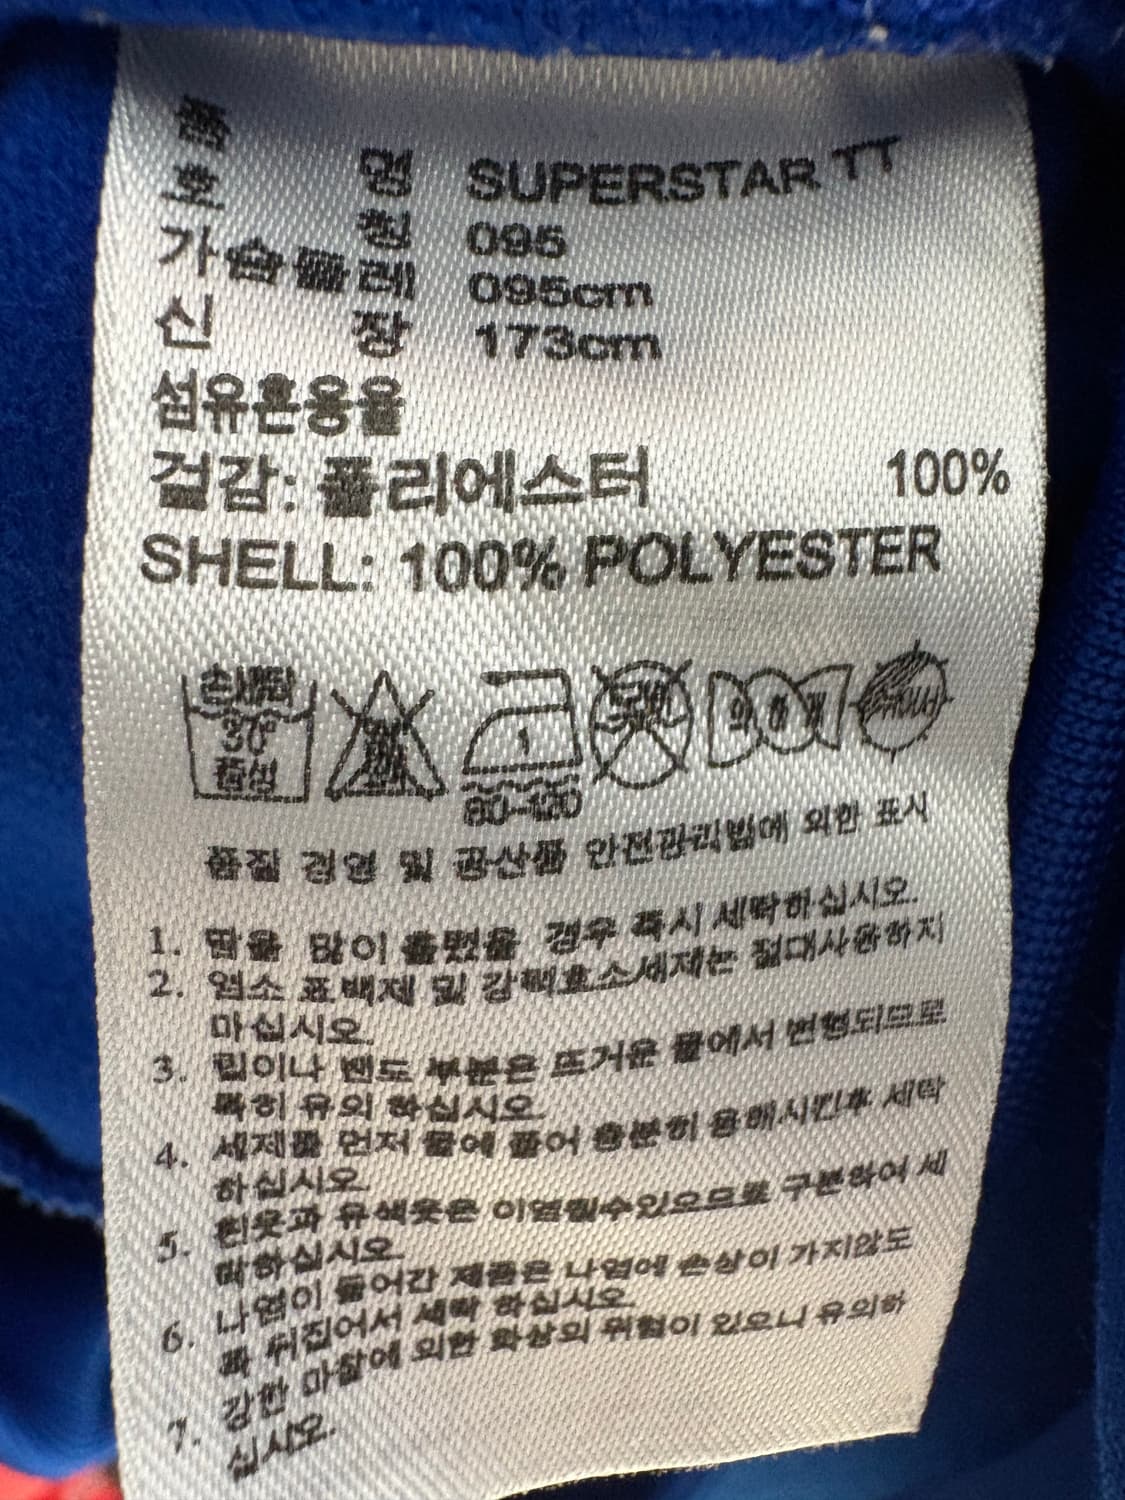 품 명 SUPERSTAR TT
호 칭 095
가슴둘레 095cm
신 장 173cm
섬유혼용율
겉감: 폴리에스터 100%
SHELL: 100% POLYESTER
손세탁
30°
중성
1
80-120
드라이
약하게
품질 경영 및 공산품 안전관리법에 의한 표시
1. 땀을 많이 흘렸을 경우 즉시 세탁하십시오.
2. 염소 표백제 및 강력효소세제는 절대사용하지
마십시오.
3. 립이나 밴드 부분은 뜨거운 물에서 변형되므로
특히 유의 하십시오
4. 세제를 먼저 물에 풀어 충분히 용해시킨후 세탁
하십시오
5. 흰옷과 유색옷은 이염될수있으므로 구분하여 세
탁하십시오
6. 나염이 들어간 제품은 나염에 손상이 가지않도
록 뒤집어서 세탁 하십시오
7. 강한 마찰에 의한 화상의 위험이 있으니 유의하
십시오.